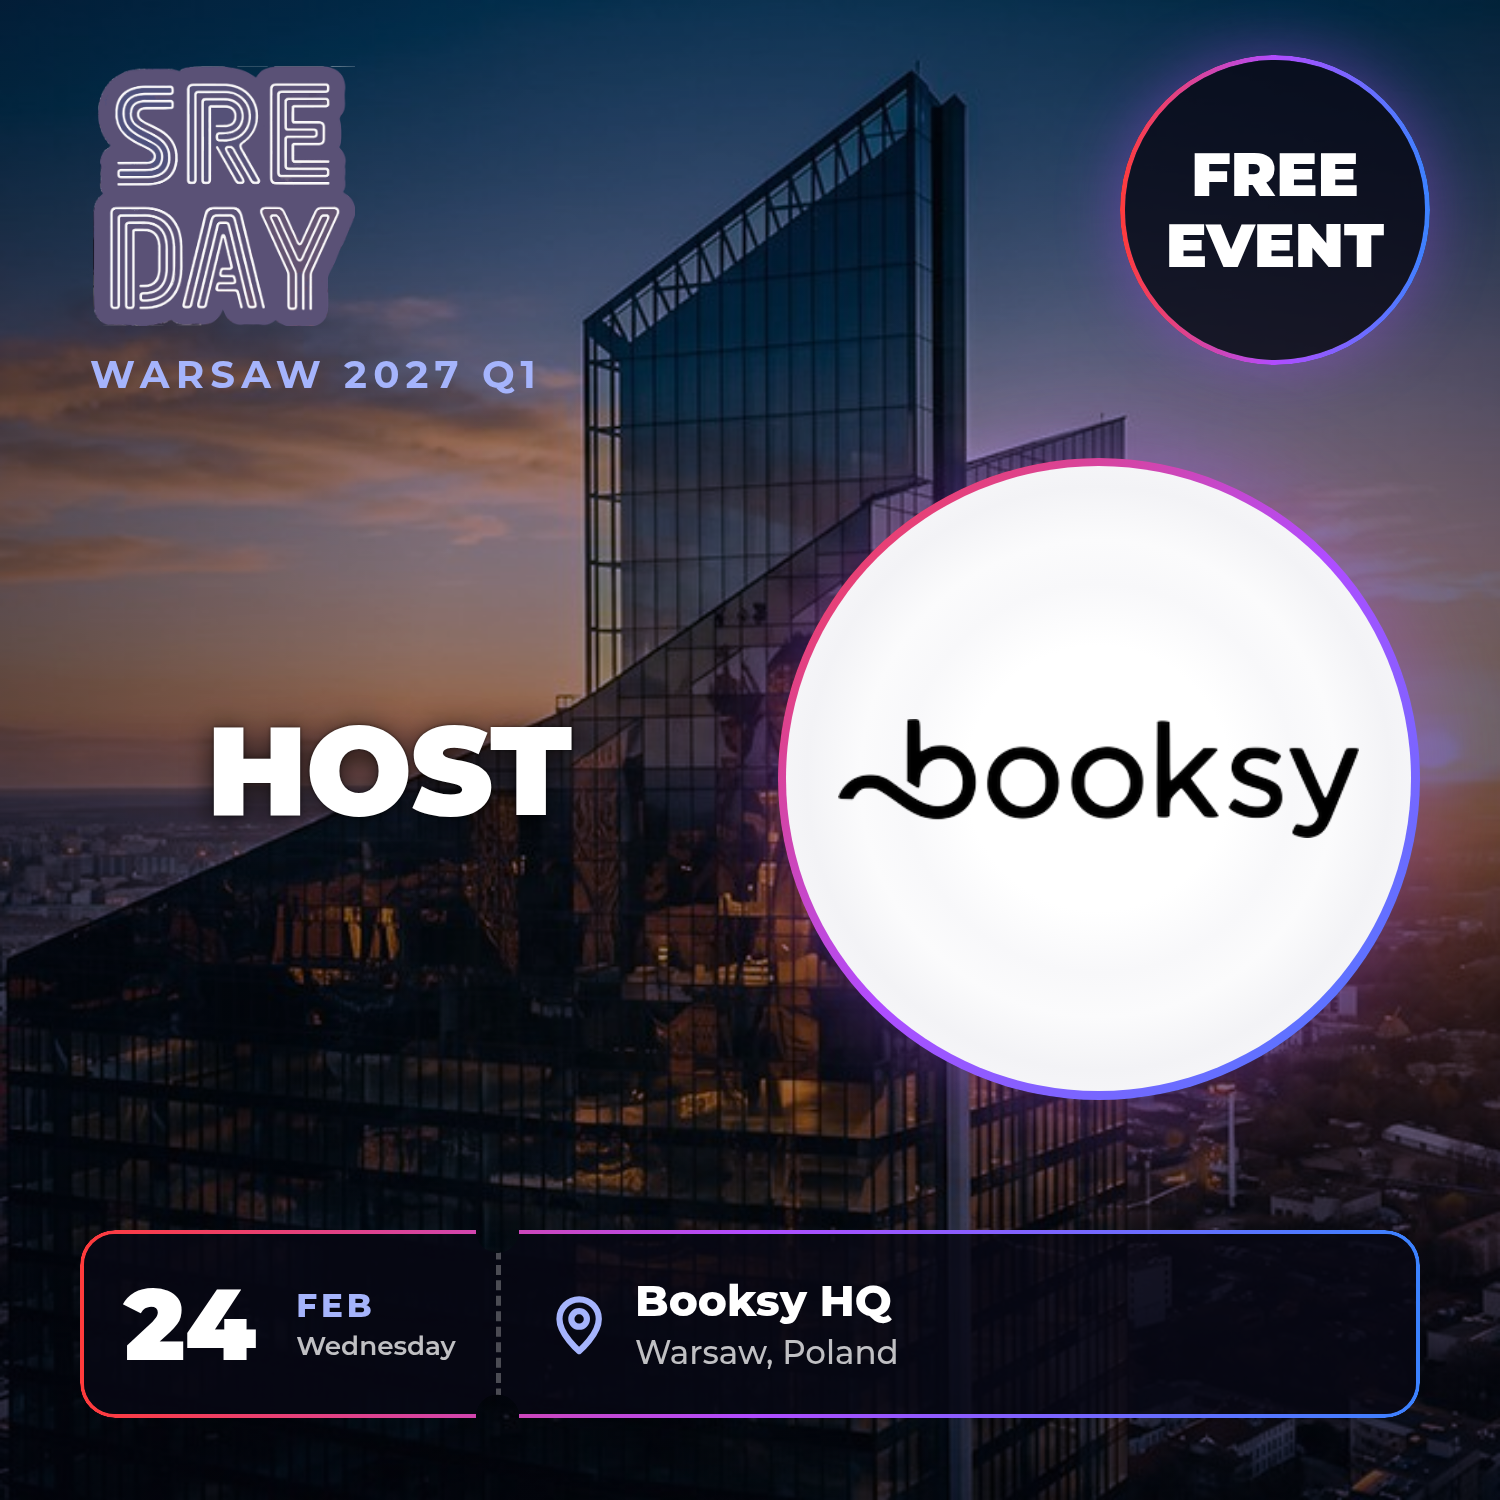 SRE
DAY
WARSAW 2027 Q1
FREE
EVENT
HOST
booksy
24
FEB
Wednesday
Booksy HQ
Warsaw, Poland